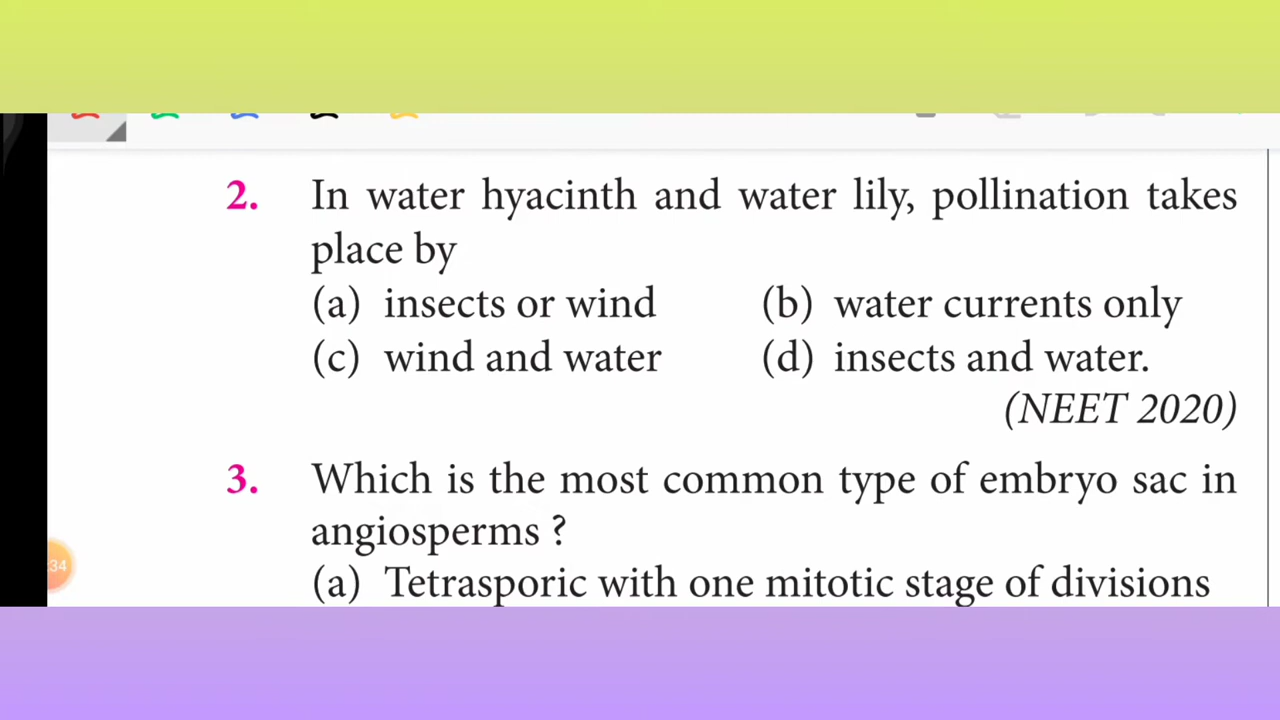 2. In water hyacinth and water lily, pollination takes
place by
(a) insects or wind (b) water currents only
(c) wind and water (d) insects and water.
(NEET 2020)
3. Which is the most common type of embryo sac in
angiosperms ?
(a) Tetrasporic with one mitotic stage of divisions
34